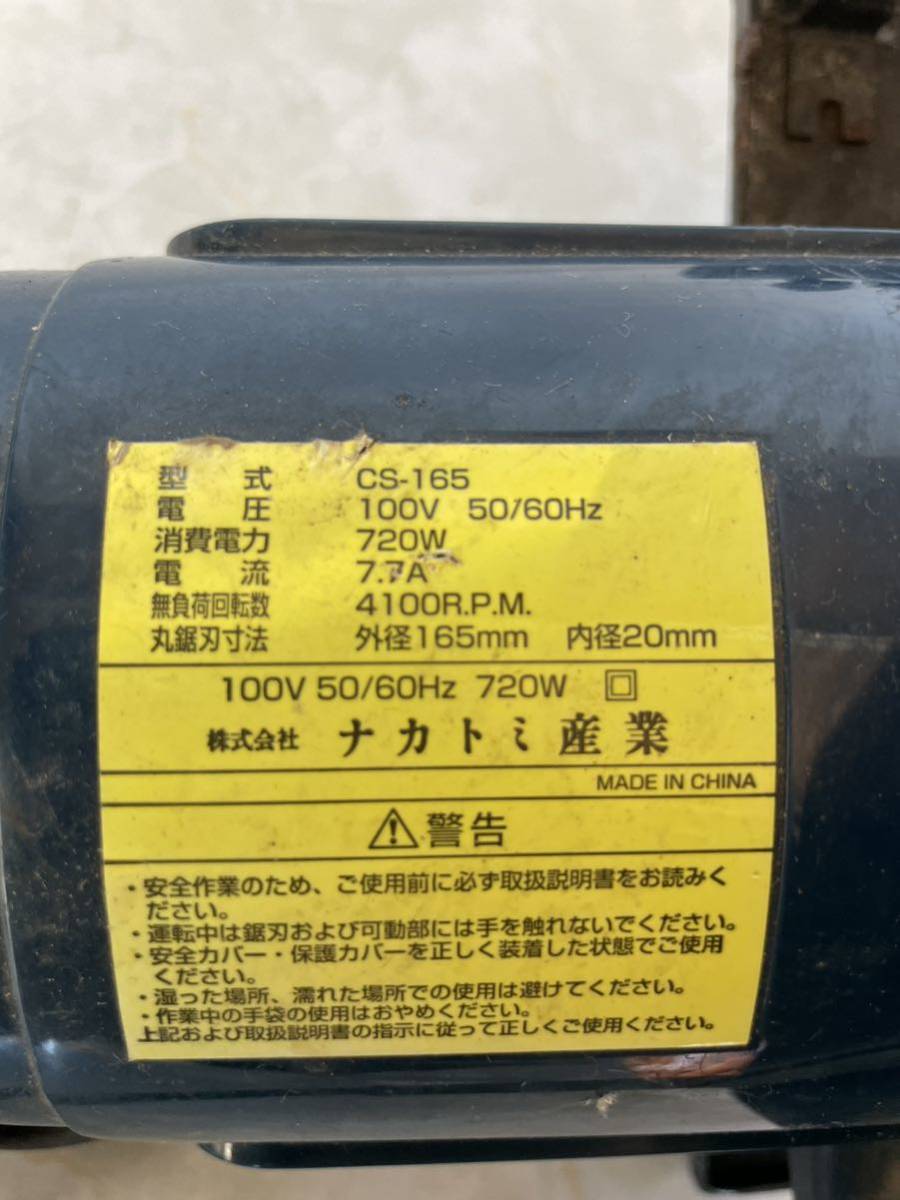 型 式 CS-165
電 圧 100V 50/60Hz
消費電力 720W
電 流 7.7A
無負荷回転数 4100R.P.M.
丸鋸刃寸法 外径165mm 内径20mm
100V 50/60Hz 720W
株式会社 ナカトミ産業
MADE IN CHINA
警告
・安全作業のため、ご使用前に必ず取扱説明書をお読みく
ださい。
・運転中は鋸刃および可動部には手を触れないでください。
・安全カバー・保護カバーを正しく装着した状態でご使用
ください。
・湿った場所、濡れた場所での使用は避けてください。
・作業中の手袋の使用はおやめください。
上記および取扱説明書の指示に従って正しくご使用ください。